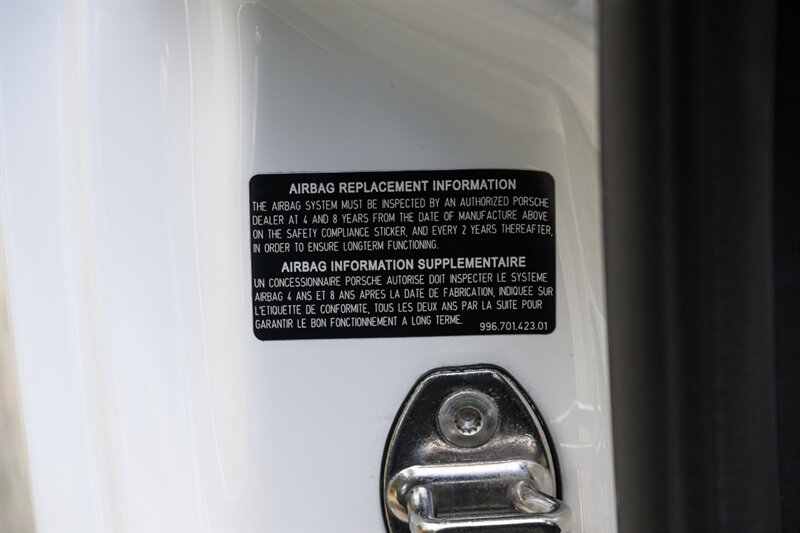 AIRBAG REPLACEMENT INFORMATION
THE AIRBAG SYSTEM MUST BE INSPECTED BY AN AUTHORIZED PORSCHE
DEALER AT 4 AND 8 YEARS FROM THE DATE OF MANUFACTURE ABOVE
ON THE SAFETY COMPLIANCE STICKER, AND EVERY 2 YEARS THEREAFTER,
IN ORDER TO ENSURE LONGTERM FUNCTIONING.
AIRBAG INFORMATION SUPPLEMENTAIRE
UN CONCESSIONNAIRE PORSCHE AUTORISE DOIT INSPECTER LE SYSTEME
AIRBAG 4 ANS ET 8 ANS APRES LA DATE DE FABRICATION, INDIQUEE SUR
L'ETIQUETTE DE CONFORMITE, TOUS LES DEUX ANS PAR LA SUITE POUR
GARANTIR LE BON FONCTIONNEMENT A LONG TERME.
996.701.423.01